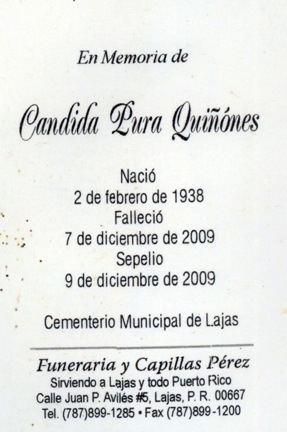 En Memoria de
Candida Pura Quiñónes
Nació
2 de febrero de 1938
Falleció
7 de diciembre de 2009
Sepelio
9 de diciembre de 2009
Cementerio Municipal de Lajas
Funeraria y Capillas Pérez
Sirviendo a Lajas y todo Puerto Rico
Calle Juan P. Avilés #5, Lajas, P. R. 00667
Tel. (787)899-1285 • Fax (787)899-1200